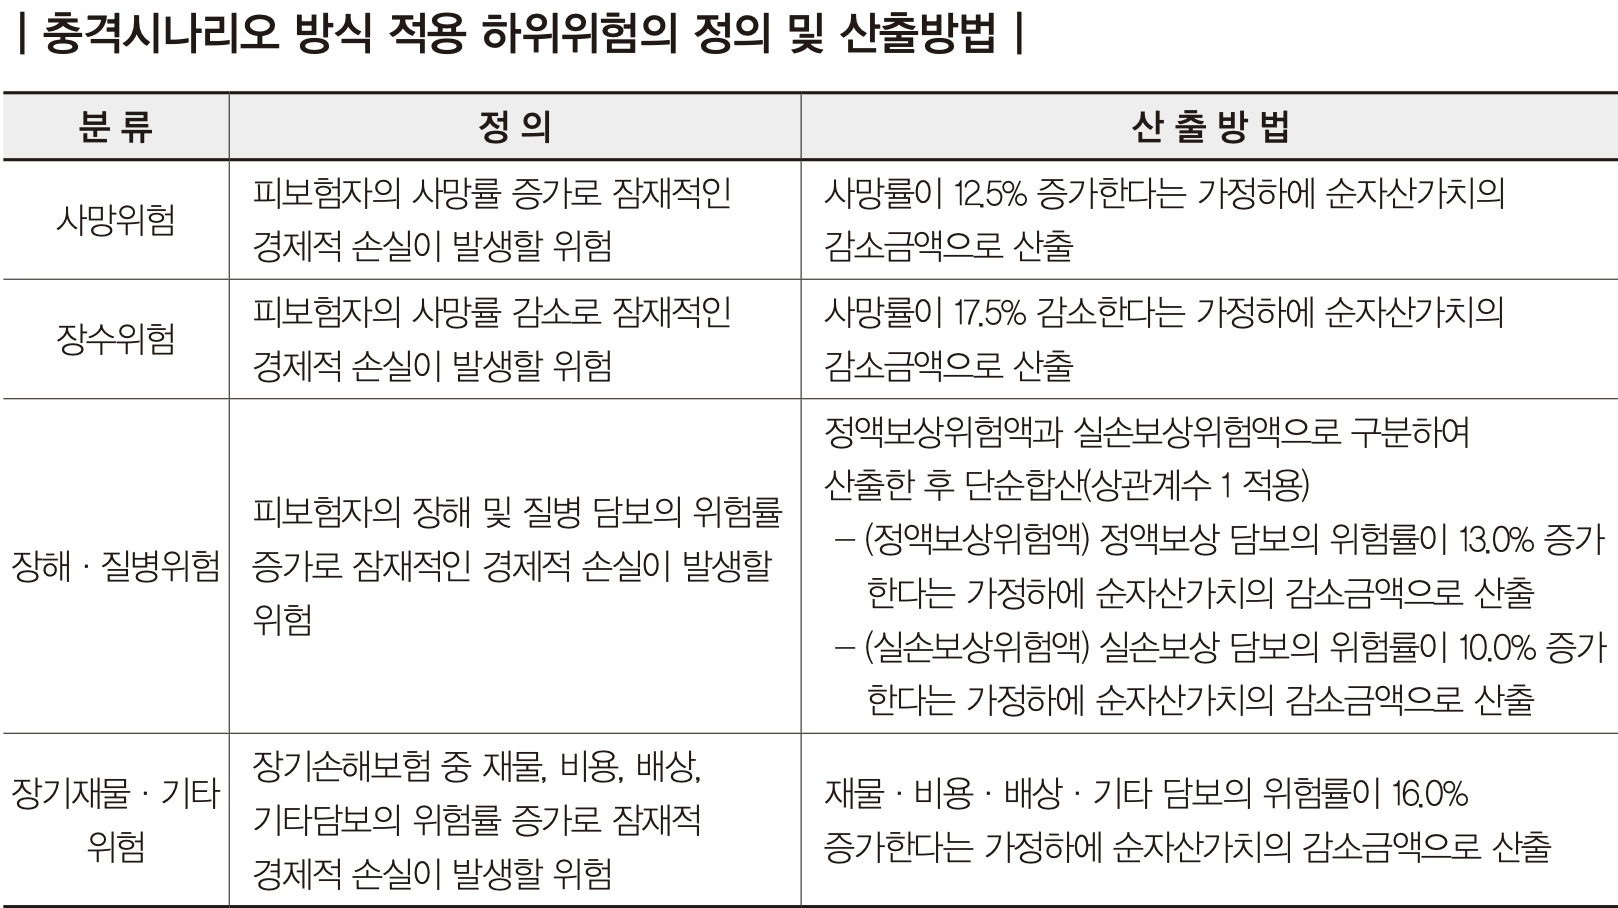 | 충격시나리오 방식 적용 하위위험의 정의 및 산출방법 |
분 류
정 의
산 출 방 법
사망위험
피보험자의 사망률 증가로 잠재적인
경제적 손실이 발생할 위험
사망률이 12.5% 증가한다는 가정하에 순자산가치의
감소금액으로 산출
장수위험
피보험자의 사망률 감소로 잠재적인
경제적 손실이 발생할 위험
사망률이 17.5% 감소한다는 가정하에 순자산가치의
감소금액으로 산출
장해 · 질병위험
피보험자의 장해 및 질병 담보의 위험률
증가로 잠재적인 경제적 손실이 발생할
위험
정액보상위험액과 실손보상위험액으로 구분하여
산출한 후 단순합산(상관계수 1 적용)
– (정액보상위험액) 정액보상 담보의 위험률이 13.0% 증가
한다는 가정하에 순자산가치의 감소금액으로 산출
– (실손보상위험액) 실손보상 담보의 위험률이 10.0% 증가
한다는 가정하에 순자산가치의 감소금액으로 산출
장기재물 · 기타
위험
장기손해보험 중 재물, 비용, 배상,
기타담보의 위험률 증가로 잠재적
경제적 손실이 발생할 위험
재물 · 비용 · 배상 · 기타 담보의 위험률이 16.0%
증가한다는 가정하에 순자산가치의 감소금액으로 산출